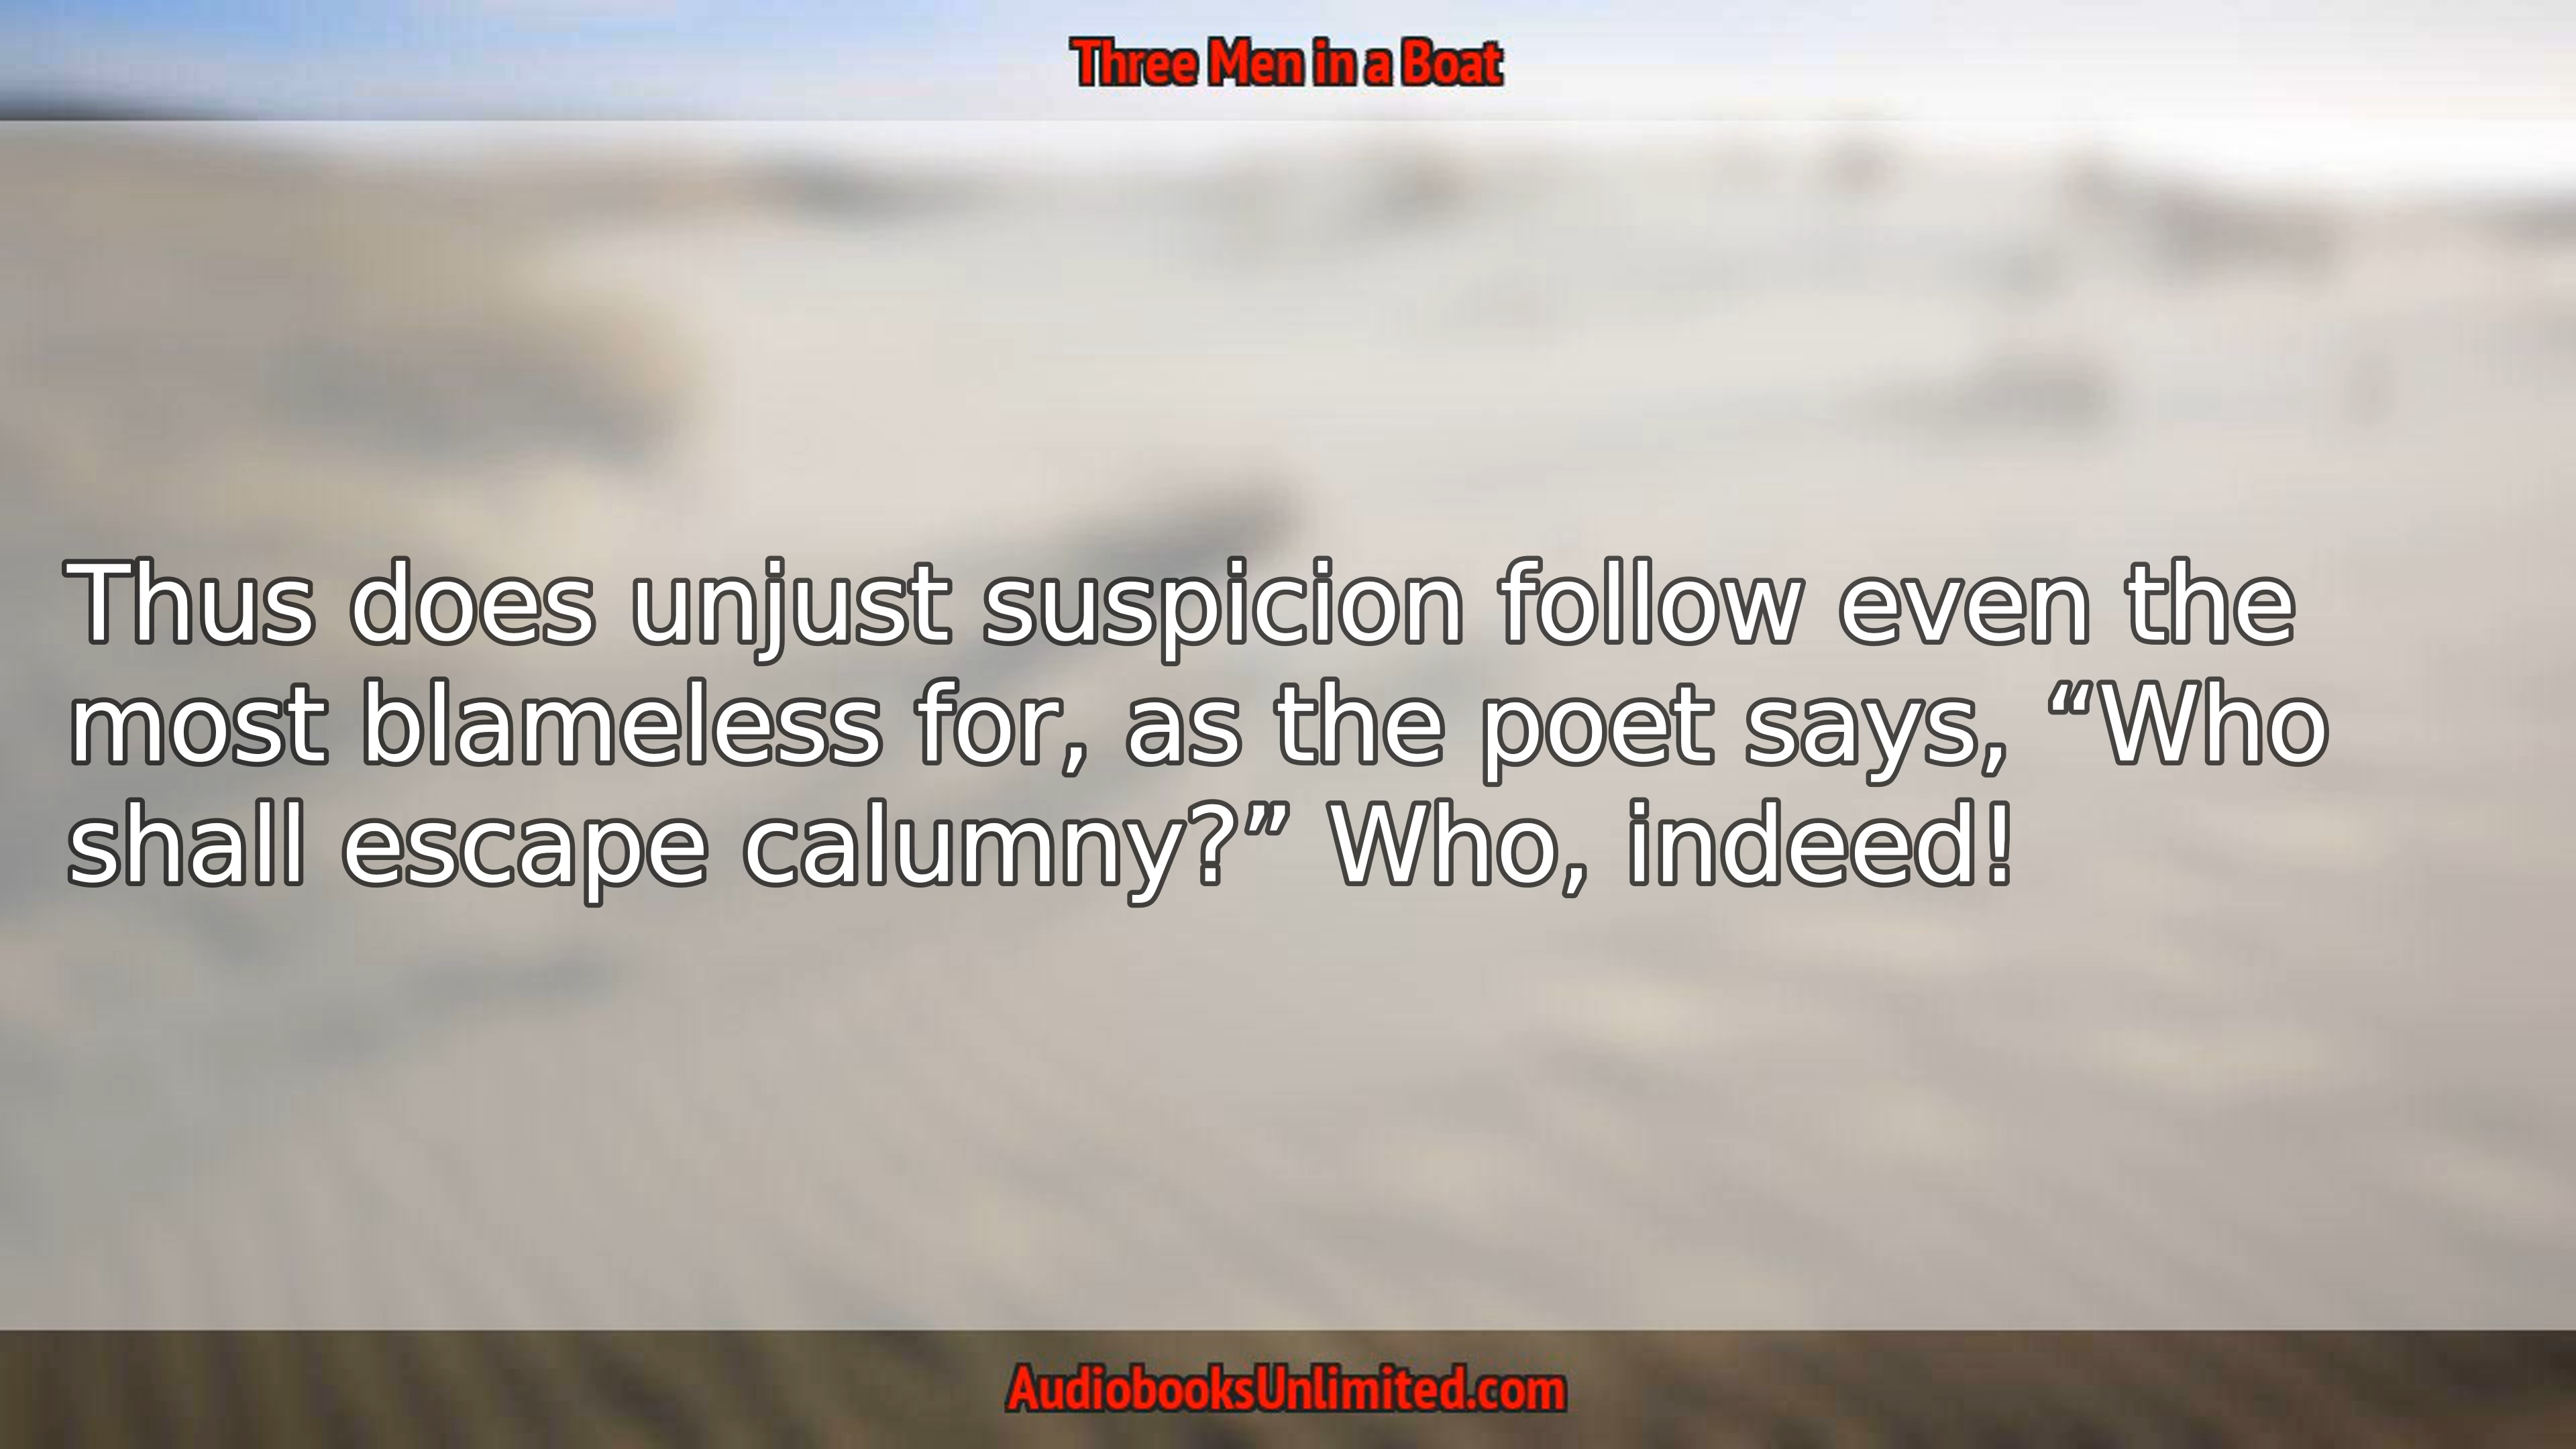 Three Men in a Boat
Thus does unjust suspicion follow even the
most blameless for, as the poet says, “Who
shall escape calumny?” Who, indeed!
AudiobooksUnlimited.com